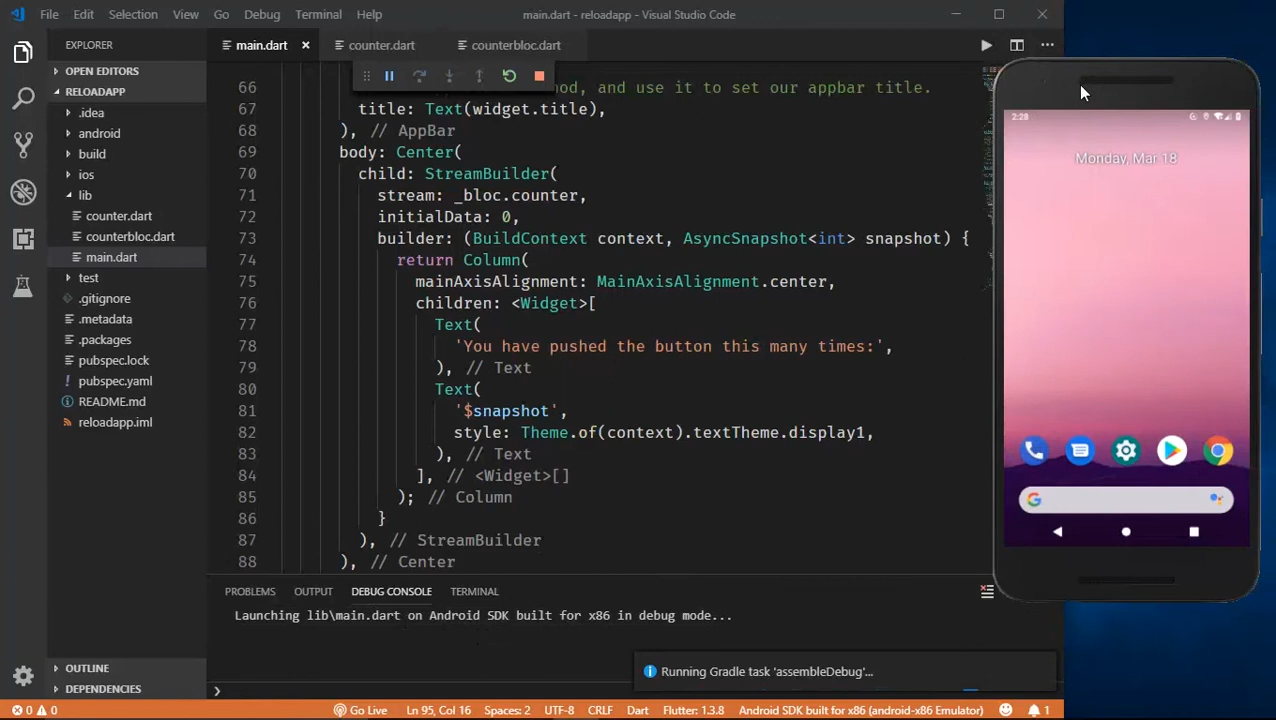 File Edit Selection View Go Debug Terminal Help
main.dart - reloadapp - Visual Studio Code
EXPLORER
OPEN EDITORS
RELOADAPP
.idea
android
build
ios
lib
counter.dart
counterbloc.dart
main.dart
test
.gitignore
.metadata
.packages
pubspec.lock
pubspec.yaml
README.md
reloadapp.iml
OUTLINE
DEPENDENCIES
main.dart
counter.dart
counterbloc.dart
66 od, and use it to set our appbar title.
67 title: Text(widget.title),
68 ), // AppBar
69 body: Center(
70 child: StreamBuilder(
71 stream: _bloc.counter,
72 initialData: 0,
73 builder: (BuildContext context, AsyncSnapshot<int> snapshot) {
74 return Column(
75 mainAxisAlignment: MainAxisAlignment.center,
76 children: <Widget>[
77 Text(
78 'You have pushed the button this many times:',
79 ), // Text
80 Text(
81 '$snapshot',
82 style: Theme.of(context).textTheme.display1,
83 ), // Text
84 ], // <Widget>[]
85 ); // Column
86 }
87 ), // StreamBuilder
88 ), // Center
PROBLEMS OUTPUT DEBUG CONSOLE TERMINAL
Launching lib\main.dart on Android SDK built for x86 in debug mode...
Running Gradle task 'assembleDebug'...
0 0 Go Live Ln 95, Col 16 Spaces: 2 UTF-8 CRLF Dart Flutter: 1.3.8 Android SDK built for x86 (android-x86 Emulator) 1
2:28
Monday, Mar 18
G